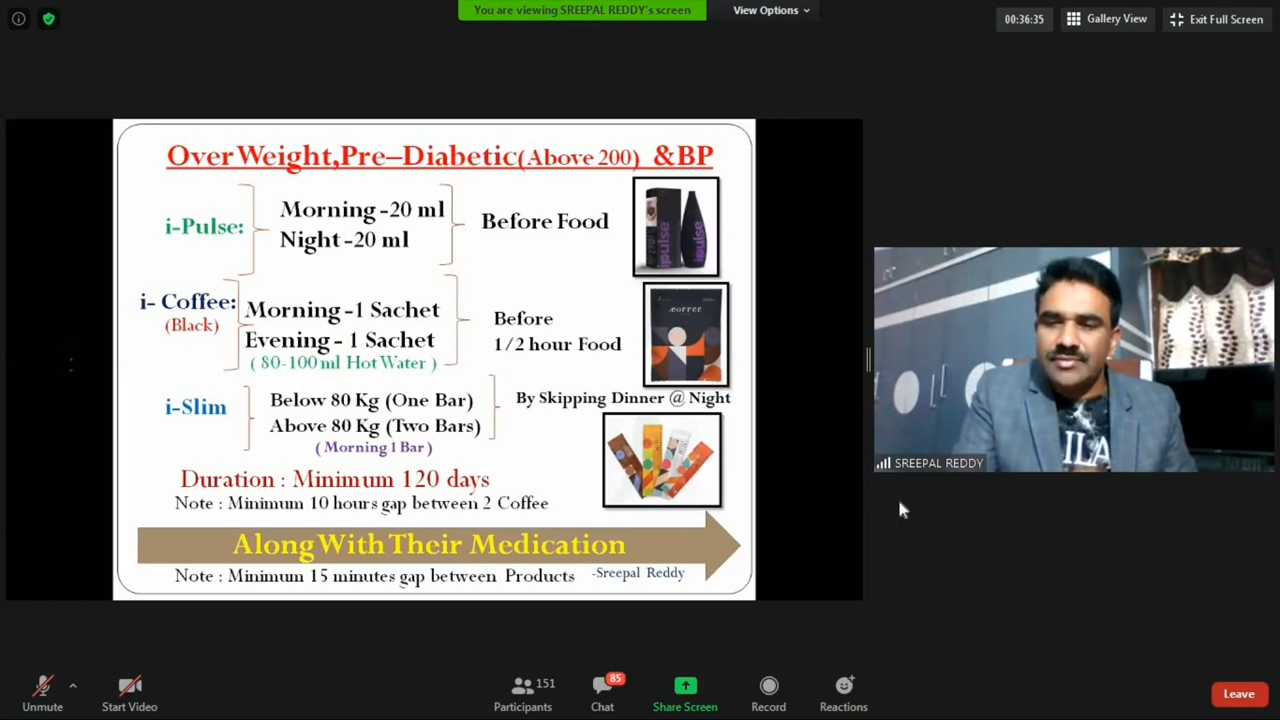 You are viewing SREEPAL REDDY's screen
View Options
00:36:35
Gallery View
Exit Full Screen
Over Weight,Pre–Diabetic(Above 200) &BP
i-Pulse:
Morning -20 ml
Night -20 ml
Before Food
ipulse
ipulse
i- Coffee:
(Black)
Morning -1 Sachet
Evening - 1 Sachet
( 80-100 ml Hot Water )
Before
1/2 hour Food
i-Slim
Below 80 Kg (One Bar)
Above 80 Kg (Two Bars)
( Morning 1 Bar )
By Skipping Dinner @ Night
Duration : Minimum 120 days
Note : Minimum 10 hours gap between 2 Coffee
Along With Their Medication
Note : Minimum 15 minutes gap between Products
-Sreepal Reddy
SREEPAL REDDY
Unmute
Start Video
151
Participants
85
Chat
Share Screen
Record
Reactions
Leave